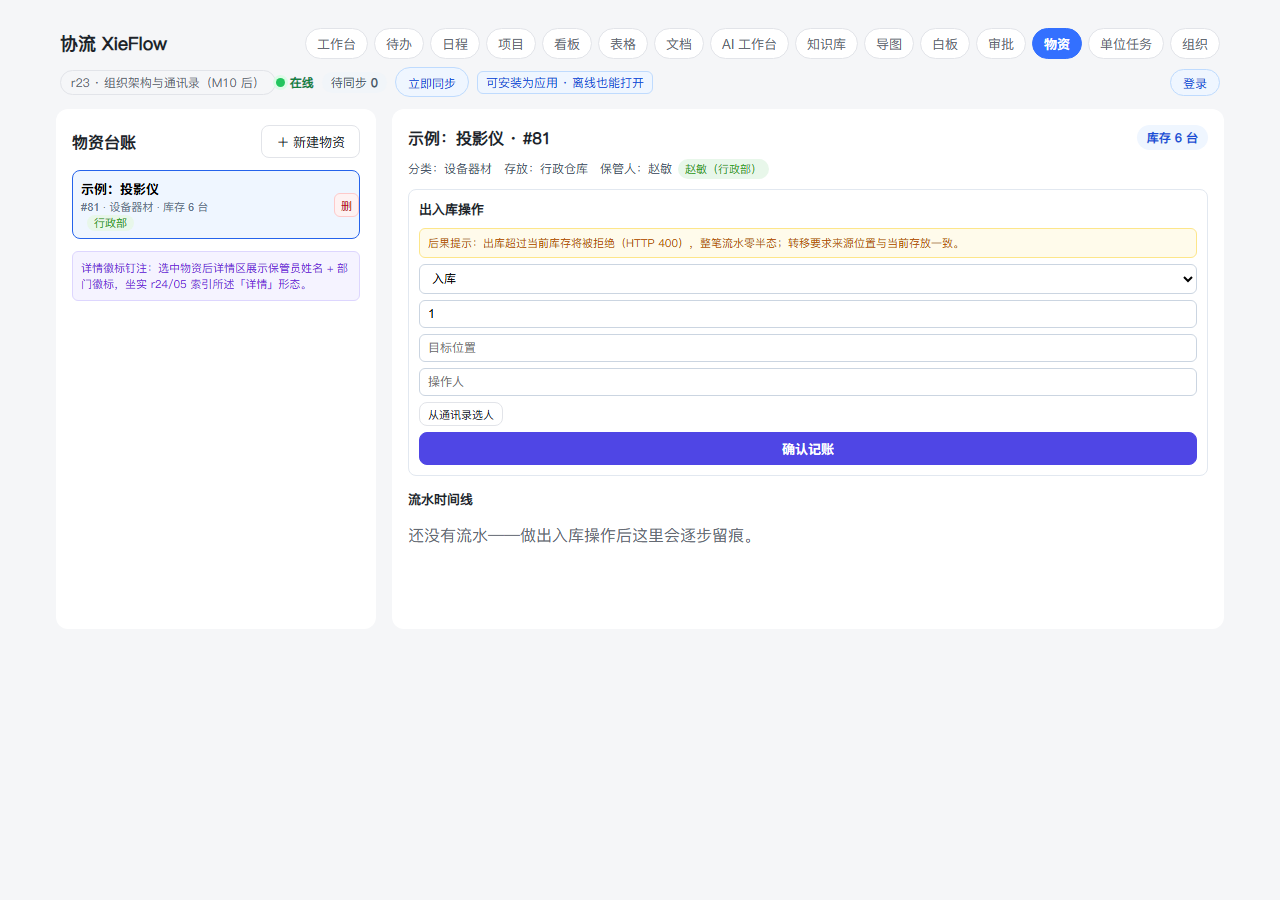 协流 XieFlow
工作台 待办 日程 项目 看板 表格 文档 AI 工作台 知识库 导图 白板 审批 物资 单位任务 组织
r23 · 组织架构与通讯录（M10 后） 在线 待同步 0 立即同步 可安装为应用 · 离线也能打开 登录
物资台账 ＋ 新建物资
示例：投影仪
#81 · 设备器材 · 库存 6 台
行政部
删
详情徽标钉注：选中物资后详情区展示保管员姓名 + 部
门徽标，坐实 r24/05 索引所述「详情」形态。
示例：投影仪 · #81 库存 6 台
分类：设备器材 存放：行政仓库 保管人：赵敏 赵敏（行政部）
出入库操作
后果提示：出库超过当前库存将被拒绝（HTTP 400），整笔流水零半态；转移要求来源位置与当前存放一致。
入库
1
目标位置
操作人
从通讯录选人
确认记账
流水时间线
还没有流水——做出入库操作后这里会逐步留痕。